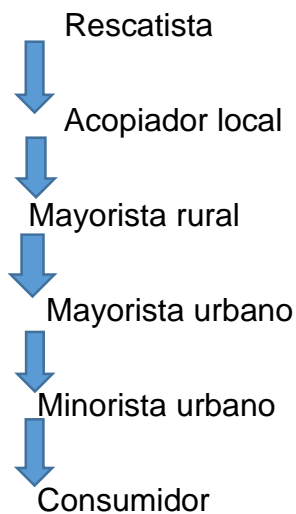 Rescatista
Acopiador local
Mayorista rural
Mayorista urbano
Minorista urbano
Consumidor